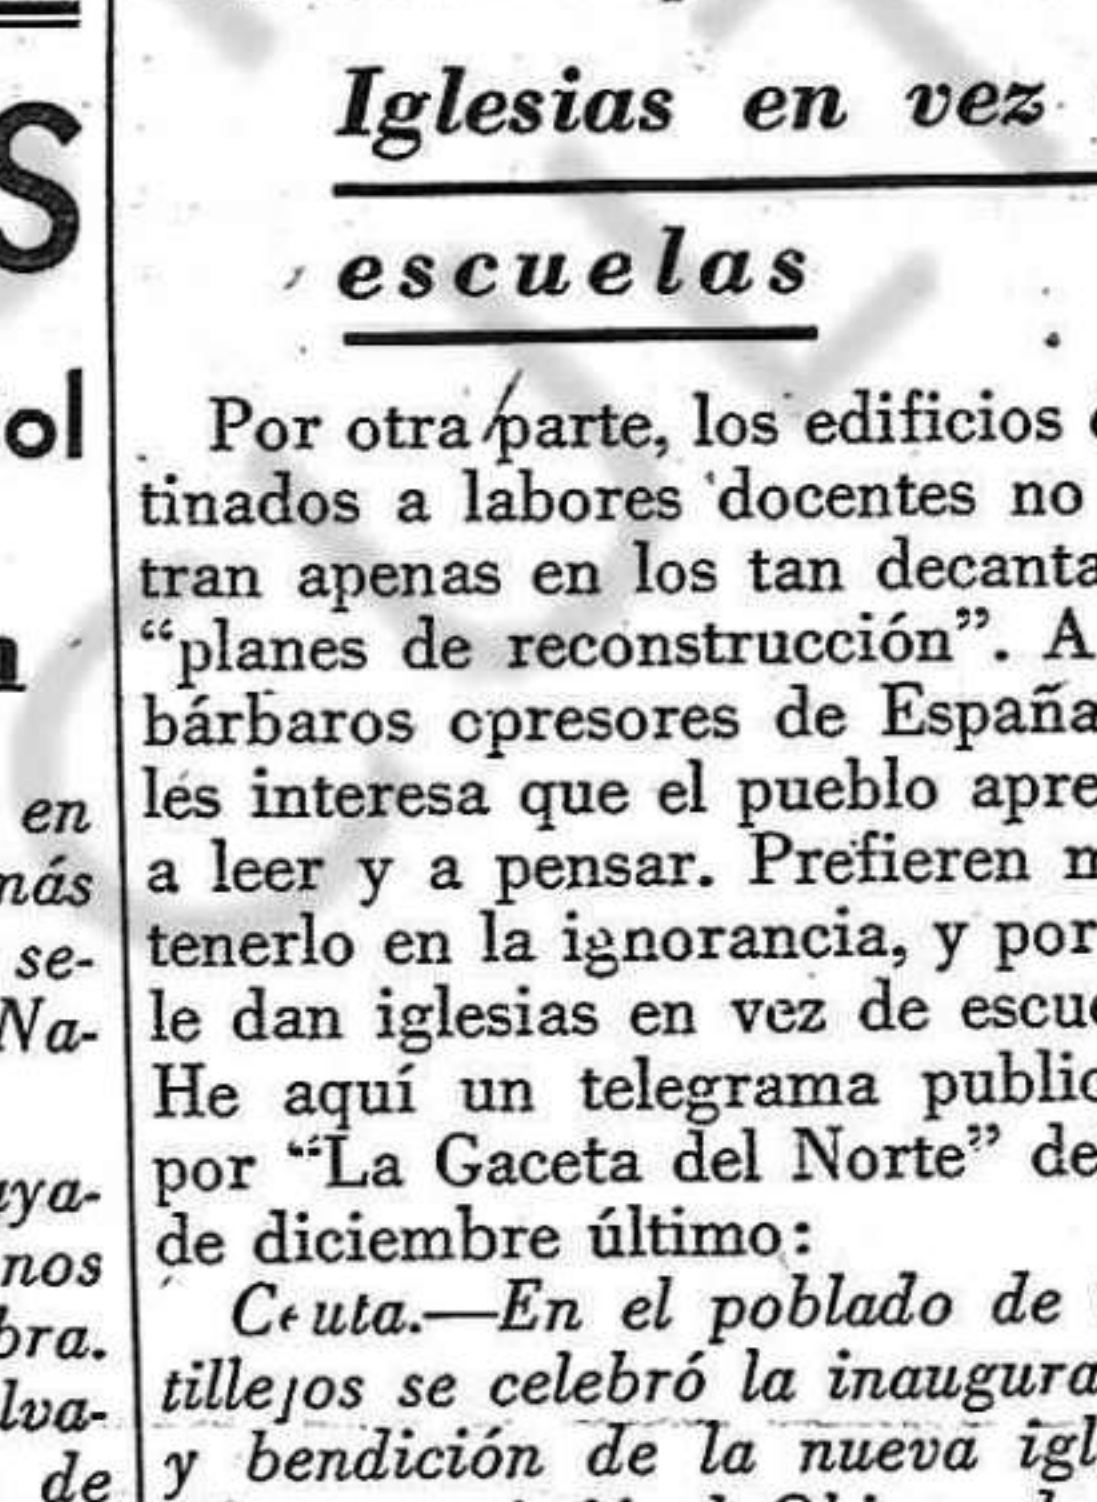 S
ol
n
en
más
se-
Na-
aya-
nos
bra.
lva-
de
Iglesias en vez
escuelas
Por otra parte, los edificios
tinados a labores docentes no
tran apenas en los tan decanta
“planes de reconstrucción”. A
bárbaros opresores de España
les interesa que el pueblo apre
a leer y a pensar. Prefieren m
tenerlo en la ignorancia, y por
le dan iglesias en vez de escue
He aquí un telegrama public
por “La Gaceta del Norte” de
de diciembre último:
Ceuta.—En el poblado de
tillejos se celebró la inaugura
y bendición de la nueva igl